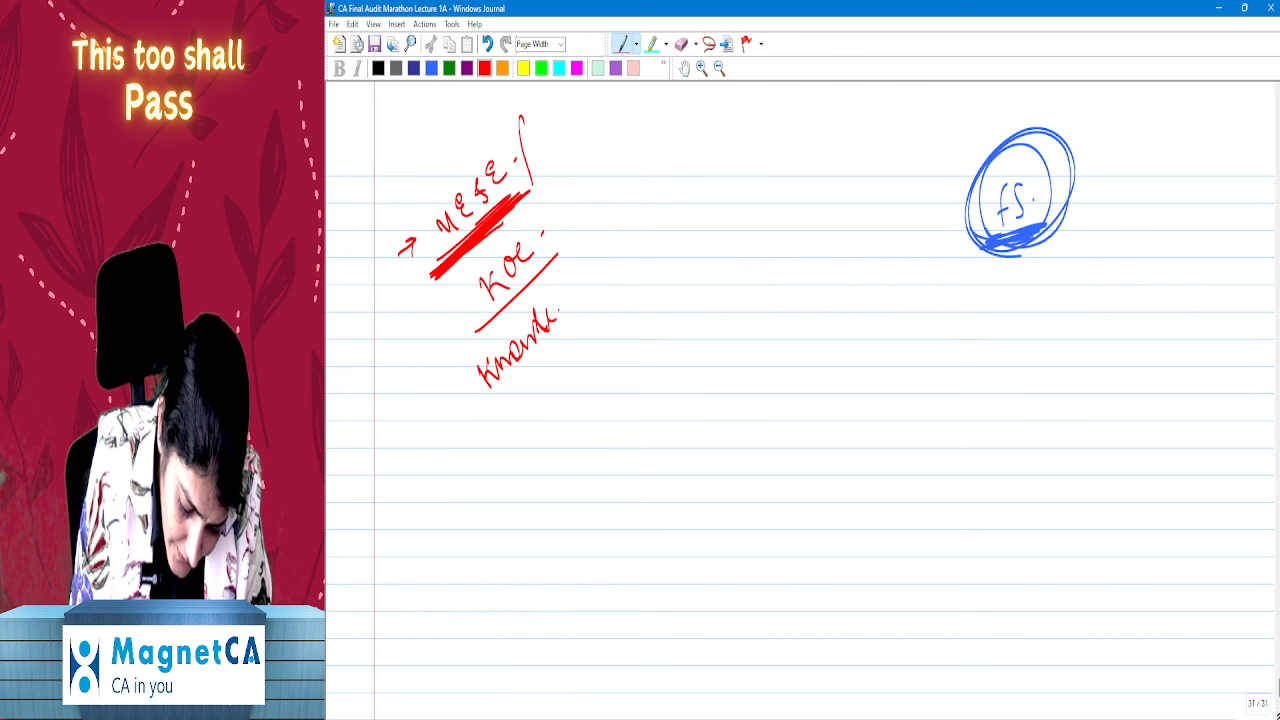 This too shall
Pass
MagnetCA
CA in you
CA Final Audit Marathon Lecture 1A - Windows Journal
File Edit View Insert Actions Tools Help
Page Width
B I
KOE.
fs.
31 / 31